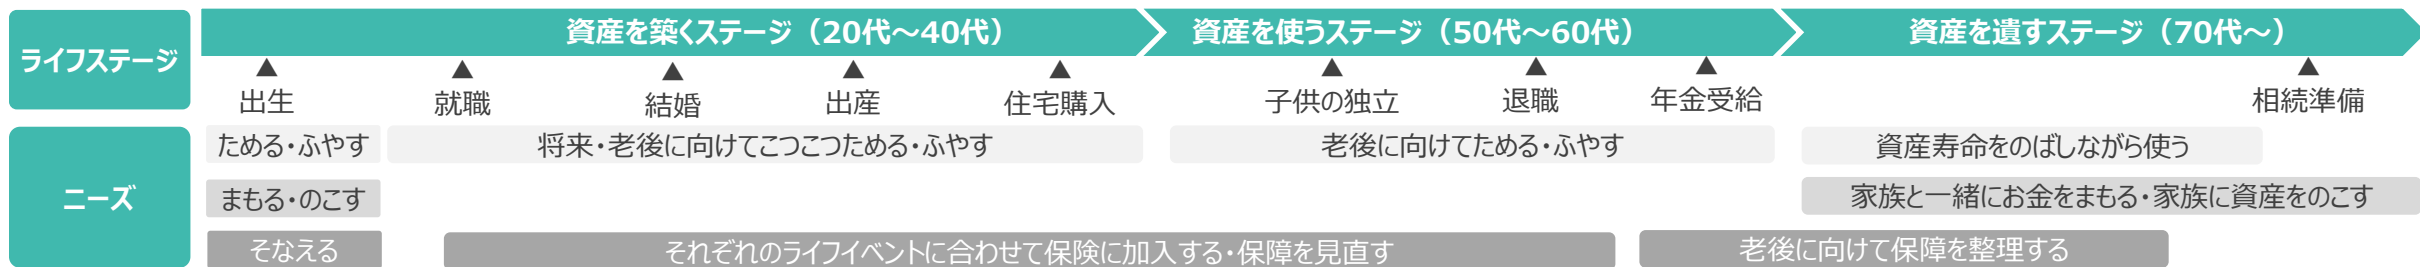 ライフステージ
資産を築くステージ（20代～40代）
資産を使うステージ（50代～60代）
資産を遺すステージ（70代～）
▲ ▲ ▲ ▲ ▲ ▲ ▲ ▲ ▲
出生 就職 結婚 出産 住宅購入 子供の独立 退職 年金受給 相続準備
ニーズ
ためる・ふやす
将来・老後に向けてこつこつためる・ふやす
老後に向けてためる・ふやす
資産寿命をのばしながら使う
まもる・のこす
家族と一緒にお金をまもる・家族に資産をのこす
そなえる
それぞれのライフイベントに合わせて保険に加入する・保障を見直す
老後に向けて保障を整理する